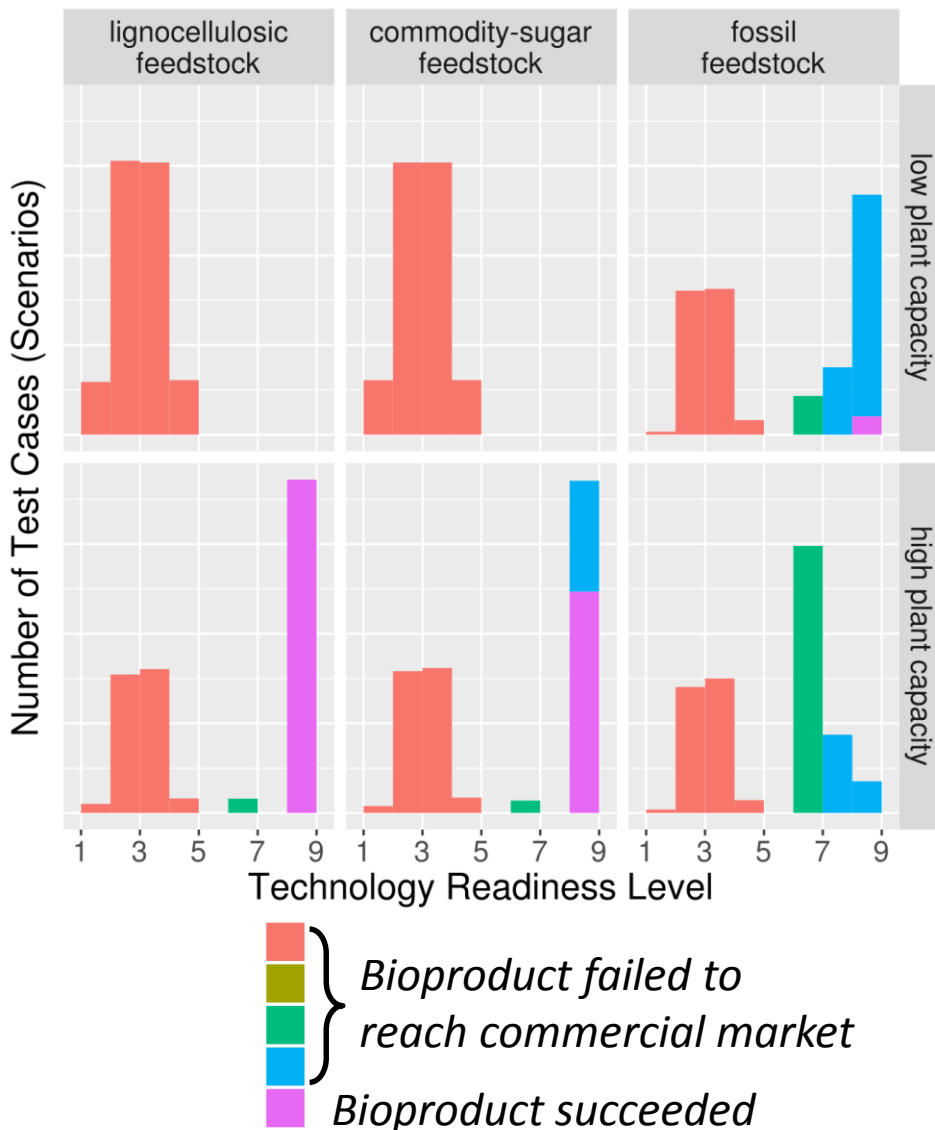 lignocellulosic
feedstock
commodity-sugar
feedstock
fossil
feedstock
Number of Test Cases (Scenarios)
low plant capacity
high plant capacity
1 3 5 7 9 1 3 5 7 9 1 3 5 7 9
Technology Readiness Level
Bioproduct failed to
reach commercial market
Bioproduct succeeded